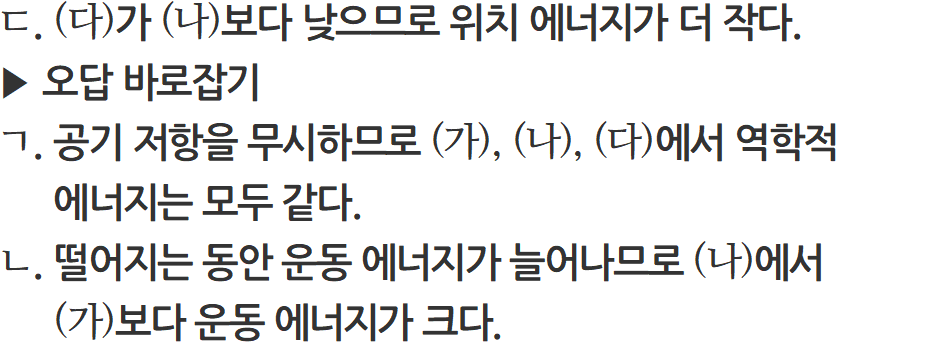 ㄷ. (다)가 (나)보다 낮으므로 위치 에너지가 더 작다.
▶ 오답 바로잡기
ㄱ. 공기 저항을 무시하므로 (가), (나), (다)에서 역학적
에너지는 모두 같다.
ㄴ. 떨어지는 동안 운동 에너지가 늘어나므로 (나)에서
(가)보다 운동 에너지가 크다.